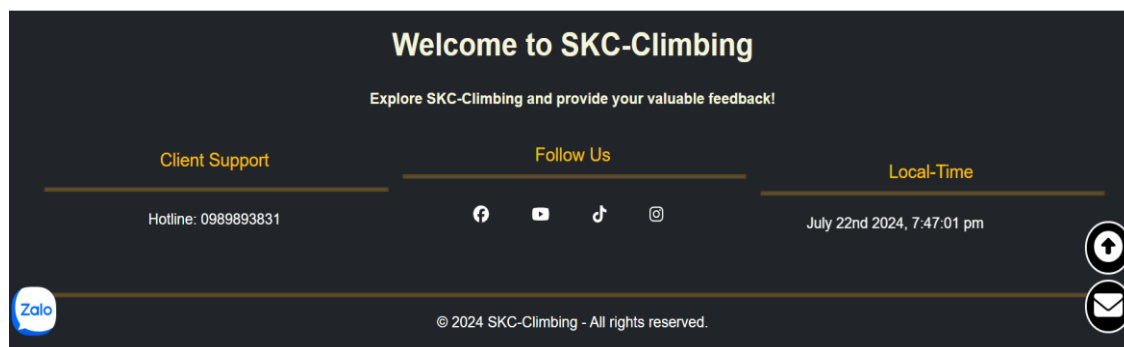 Welcome to SKC-Climbing
Explore SKC-Climbing and provide your valuable feedback!
Client Support
Hotline: 0989893831
Follow Us
Local-Time
July 22nd 2024, 7:47:01 pm
Zalo
© 2024 SKC-Climbing - All rights reserved.